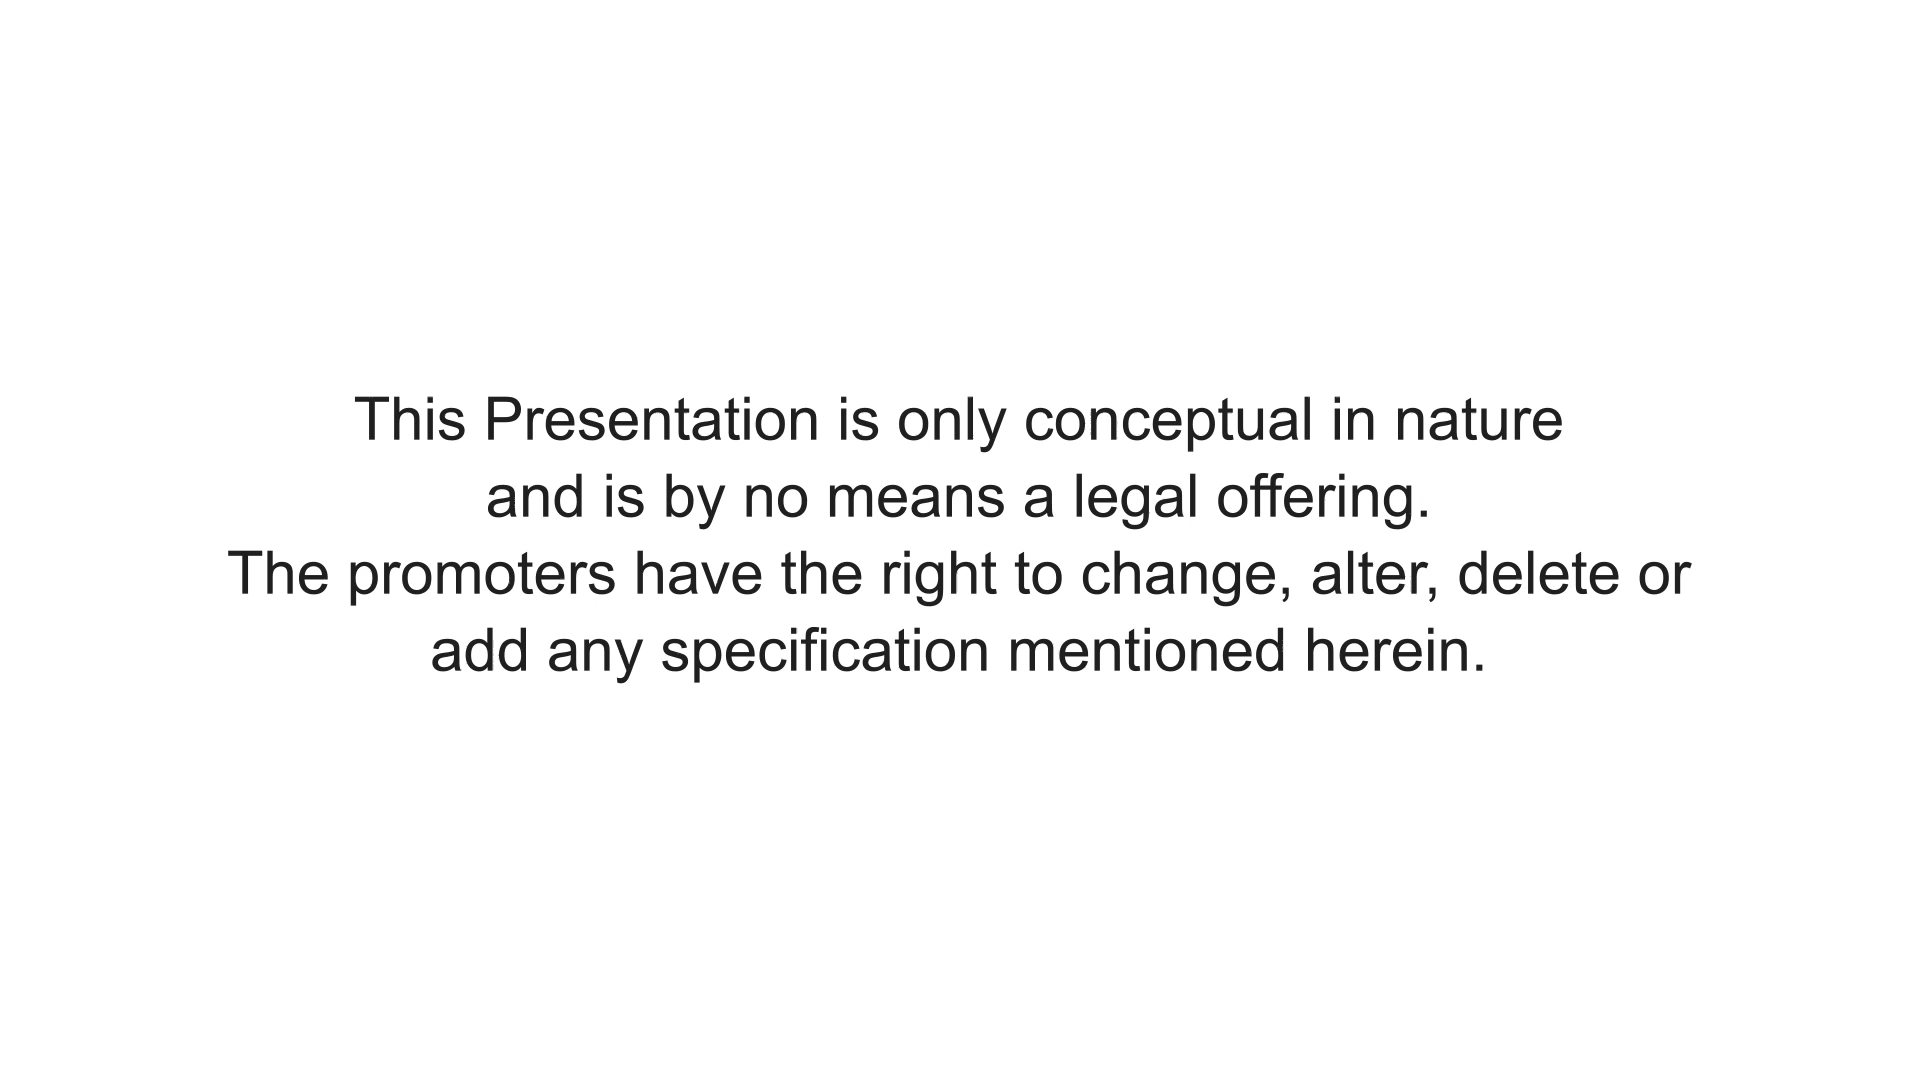 This Presentation is only conceptual in nature
and is by no means a legal offering.
The promoters have the right to change, alter, delete or
add any specification mentioned herein.